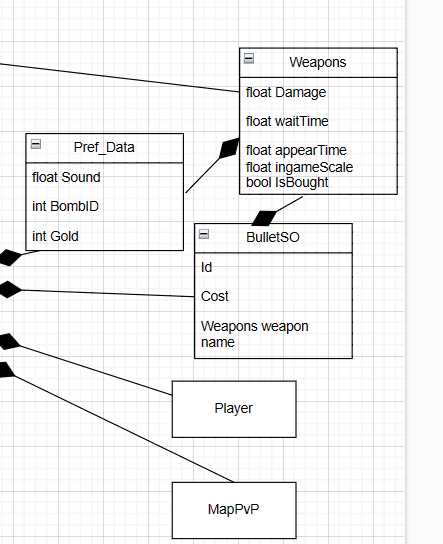 Weapons
float Damage
float waitTime
float appearTime
float ingameScale
bool IsBought
Pref_Data
float Sound
int BombID
int Gold
BulletSO
Id
Cost
Weapons weapon
name
Player
MapPvP